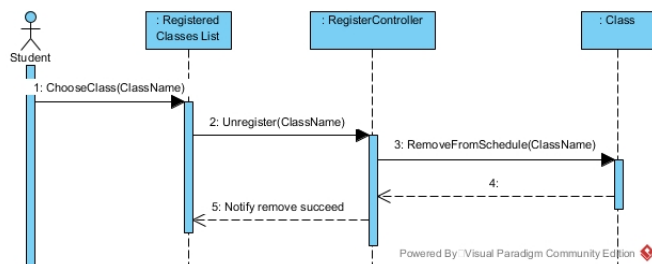 : Registered
Classes List
: RegisterController
: Class
Student
1: ChooseClass(ClassName)
2: Unregister(ClassName)
3: RemoveFromSchedule(ClassName)
4:
5: Notify remove succeed
Powered By Visual Paradigm Community Edition